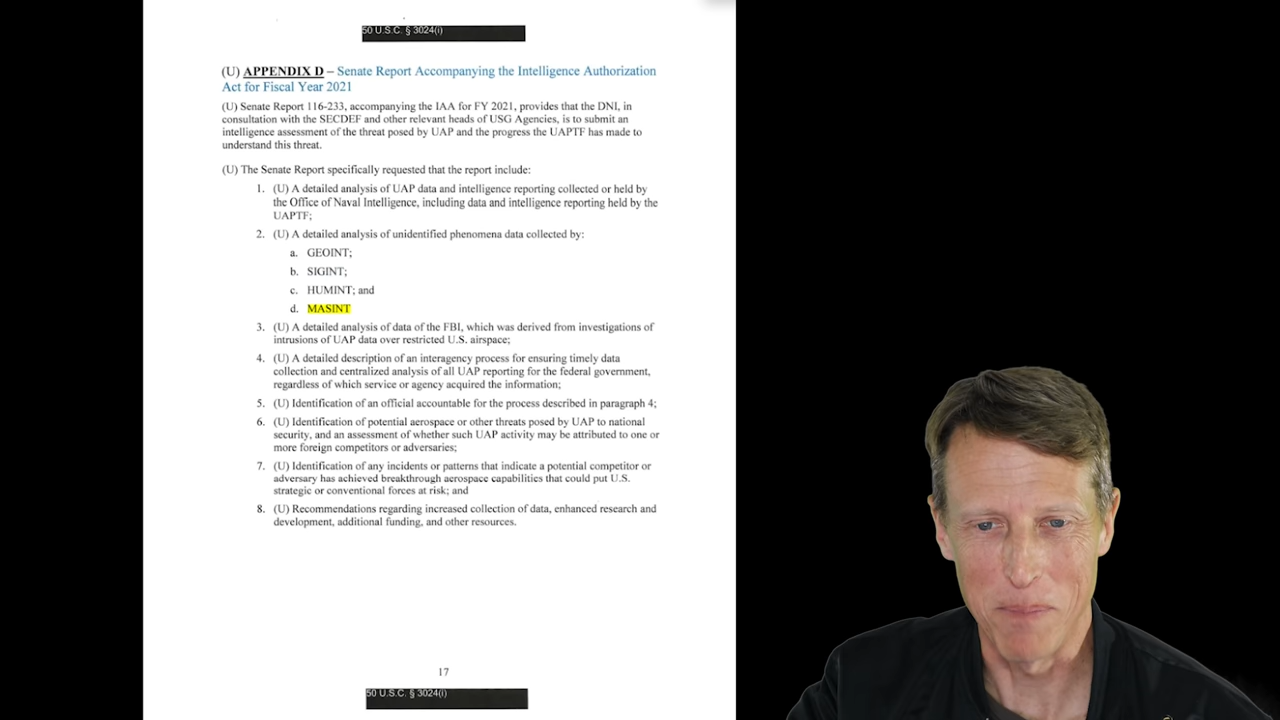 50 U.S.C. § 3024(i)
(U) APPENDIX D – Senate Report Accompanying the Intelligence Authorization
Act for Fiscal Year 2021
(U) Senate Report 116-233, accompanying the IAA for FY 2021, provides that the DNI, in
consultation with the SECDEF and other relevant heads of USG Agencies, is to submit an
intelligence assessment of the threat posed by UAP and the progress the UAPTF has made to
understand this threat.
(U) The Senate Report specifically requested that the report include:
1. (U) A detailed analysis of UAP data and intelligence reporting collected or held by
the Office of Naval Intelligence, including data and intelligence reporting held by the
UAPTF;
2. (U) A detailed analysis of unidentified phenomena data collected by:
a. GEOINT;
b. SIGINT;
c. HUMINT; and
d. MASINT
3. (U) A detailed analysis of data of the FBI, which was derived from investigations of
intrusions of UAP data over restricted U.S. airspace;
4. (U) A detailed description of an interagency process for ensuring timely data
collection and centralized analysis of all UAP reporting for the federal government,
regardless of which service or agency acquired the information;
5. (U) Identification of an official accountable for the process described in paragraph 4;
6. (U) Identification of potential aerospace or other threats posed by UAP to national
security, and an assessment of whether such UAP activity may be attributed to one or
more foreign competitors or adversaries;
7. (U) Identification of any incidents or patterns that indicate a potential competitor or
adversary has achieved breakthrough aerospace capabilities that could put U.S.
strategic or conventional forces at risk; and
8. (U) Recommendations regarding increased collection of data, enhanced research and
development, additional funding, and other resources.
17
50 U.S.C. § 3024(i)